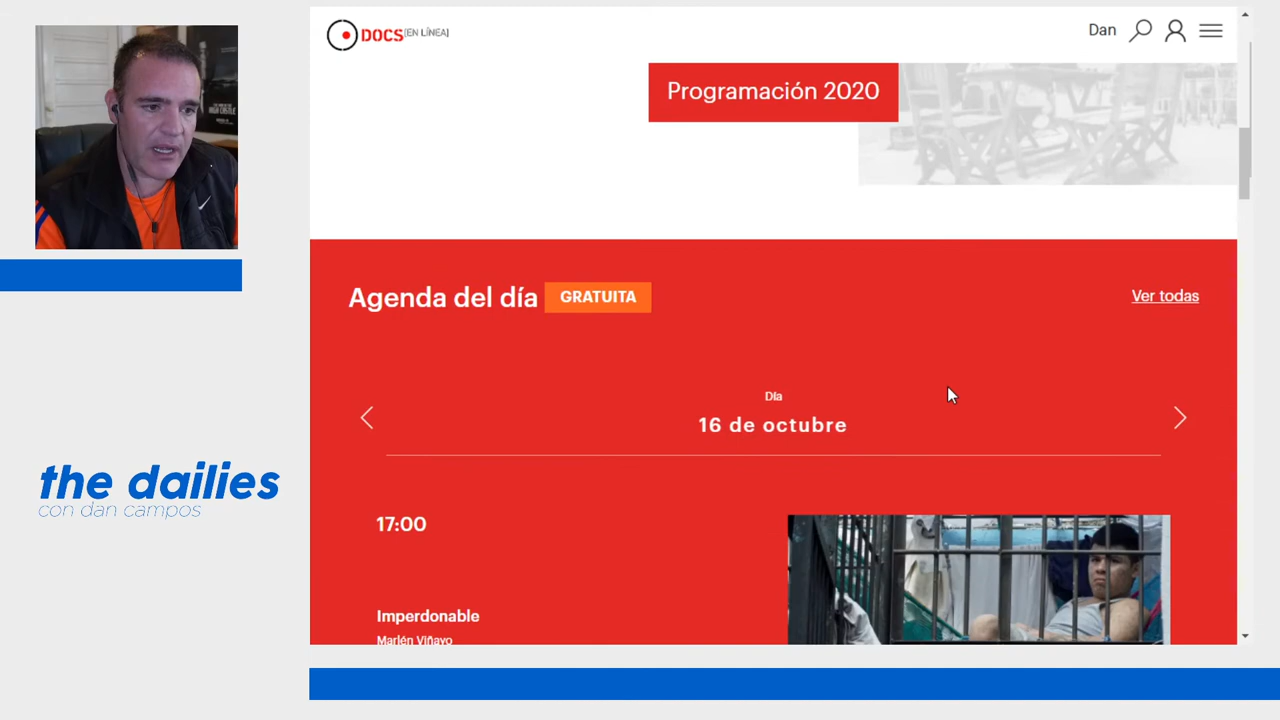 DOCS [EN LÍNEA]
Dan
Programación 2020
Agenda del día GRATUITA
Ver todas
Día
16 de octubre
the dailies
con dan campos
17:00
Imperdonable
Marlén Viñayo